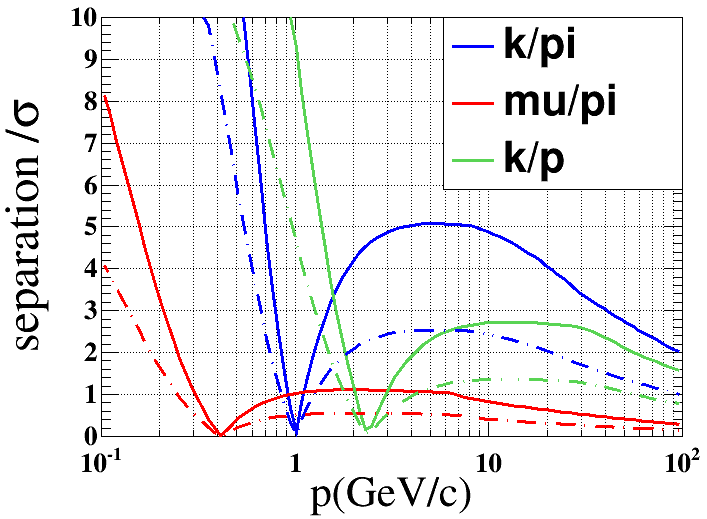 separation /σ
10
9
8
7
6
5
4
3
2
1
0
k/pi
mu/pi
k/p
10⁻¹ 1 10 10²
p(GeV/c)